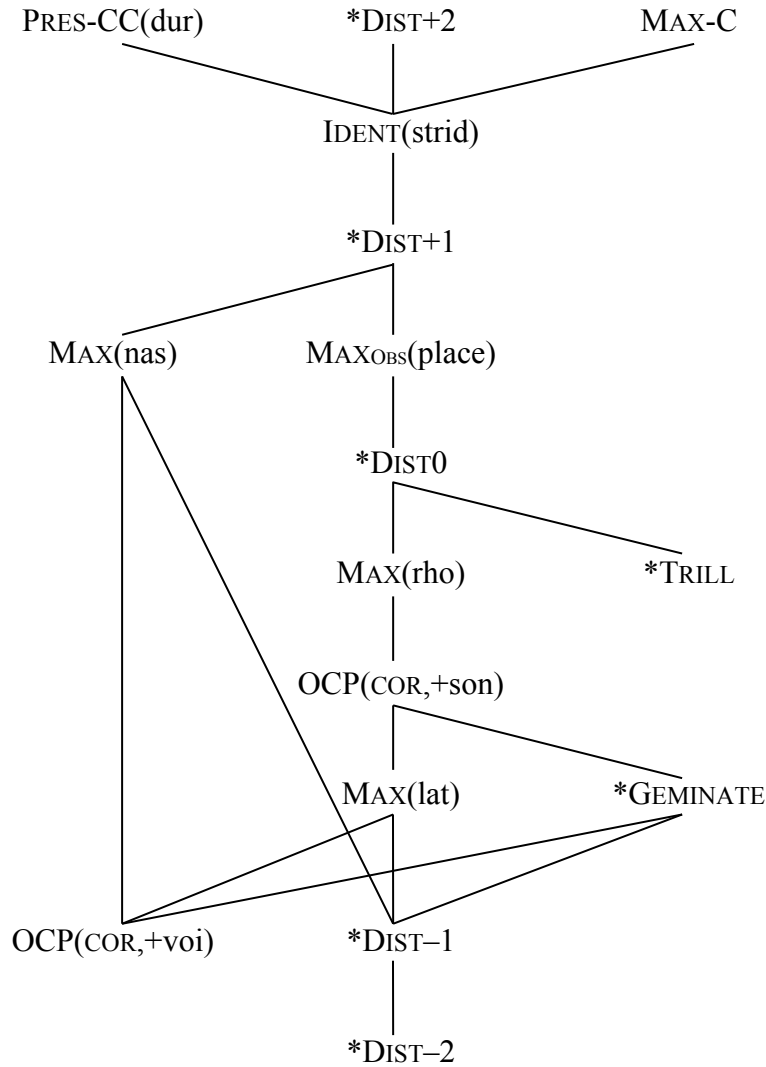 PRES-CC(dur) *DIST+2 MAX-C
IDENT(strid)
*DIST+1
MAX(nas) MAXOBS(place)
*DIST0
MAX(rho) *TRILL
OCP(COR,+son)
MAX(lat) *GEMINATE
OCP(COR,+voi) *DIST–1
*DIST–2